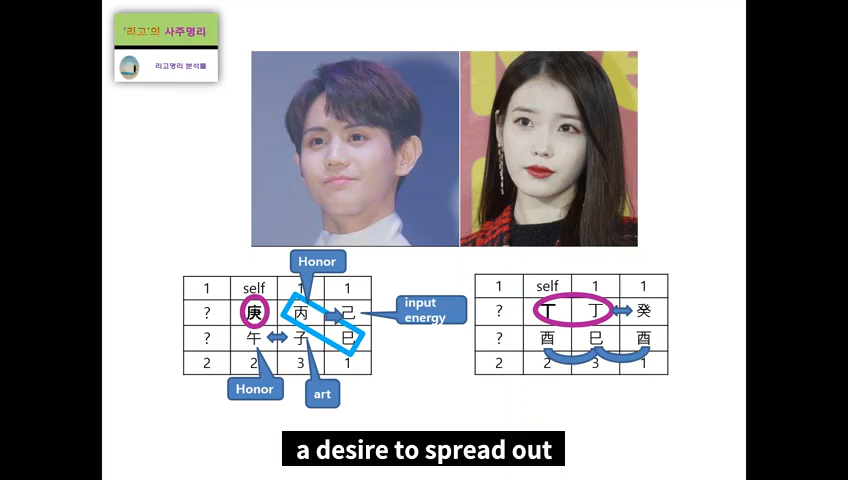 ‘리고’의 사주명리
리고명리 분석틀
Honor
1 self 1 1
? 庚 丙 己
input
energy
? 午 子 巳
2 2 3 1
Honor
art
1 self 1 1
? 丁 丁 癸
? 酉 巳 酉
2 2 3 1
a desire to spread out